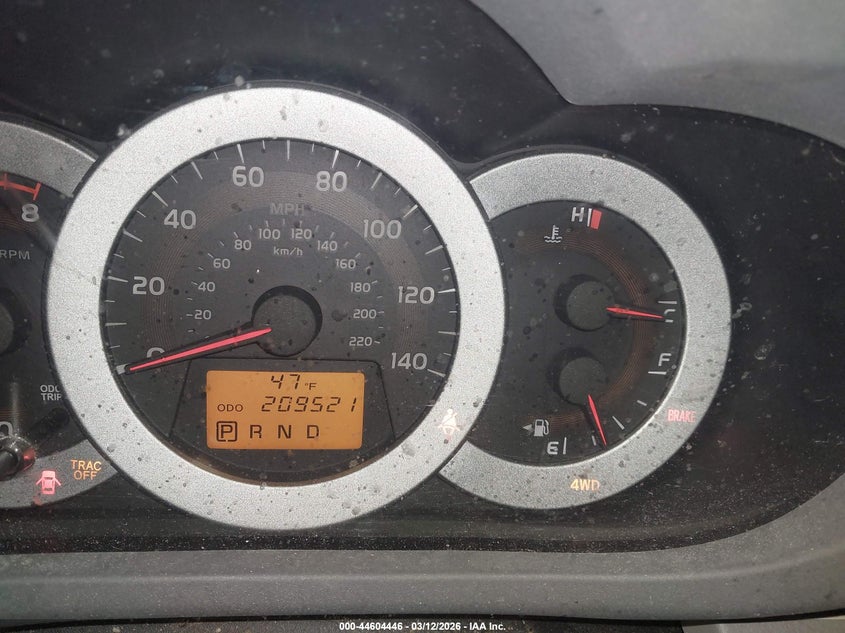 8
RPM
0
ODO
TRIP
TRAC
OFF
0
20
40
60
80
100
120
140
MPH
km/h
20
40
60
80
100
120
140
160
180
200
220
47°F
ODO 209521
P R N D
H
C
F
E
BRAKE
4WD
000-44604446 - 03/12/2026 - IAA Inc.